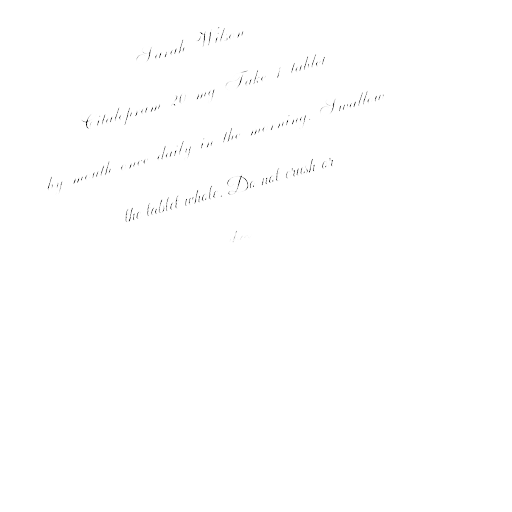 Sarah Wilson
Citalopram 20 mg Take 1 tablet
by mouth once daily in the morning. Swallow
the tablet whole. Do not crush or